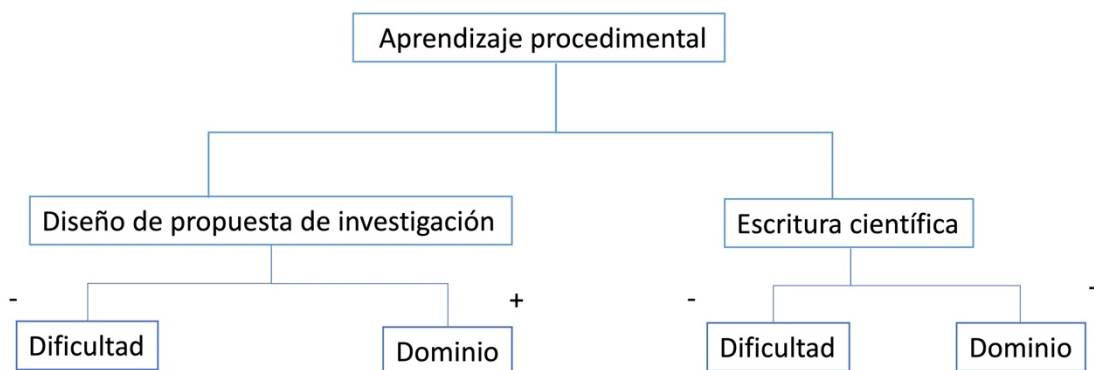 Aprendizaje procedimental
Diseño de propuesta de investigación
Escritura científica
- + -
Dificultad Dominio Dificultad Dominio